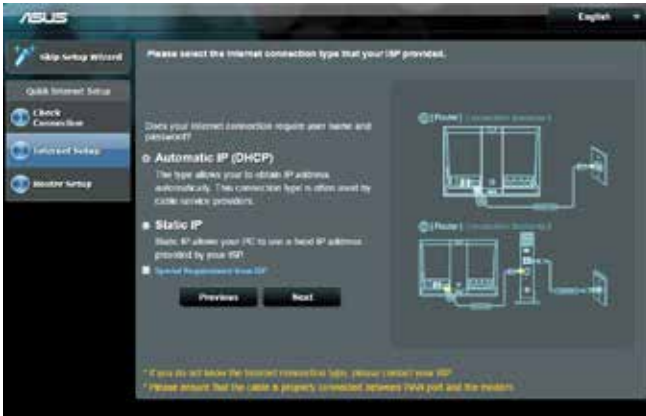 ASUS
English
Skip Setup Wizard
Please select the Internet connection type that your ISP provided.
Quick Internet Setup
Check
Connection
Internet Setup
Router Setup
Does your Internet connection require user name and
password?
Automatic IP (DHCP)
The type allows your to obtain IP address
automatically. This connection type is often used by
cable service providers.
Static IP
Static IP allows your PC to use a fixed IP address
provided by your ISP.
Special Requirement from ISP
Previous
Next
[Router]
[Router]
* If you do not know the Internet connection type, please contact your ISP.
* Please ensure that the cable is properly connected between WAN port and the modem.